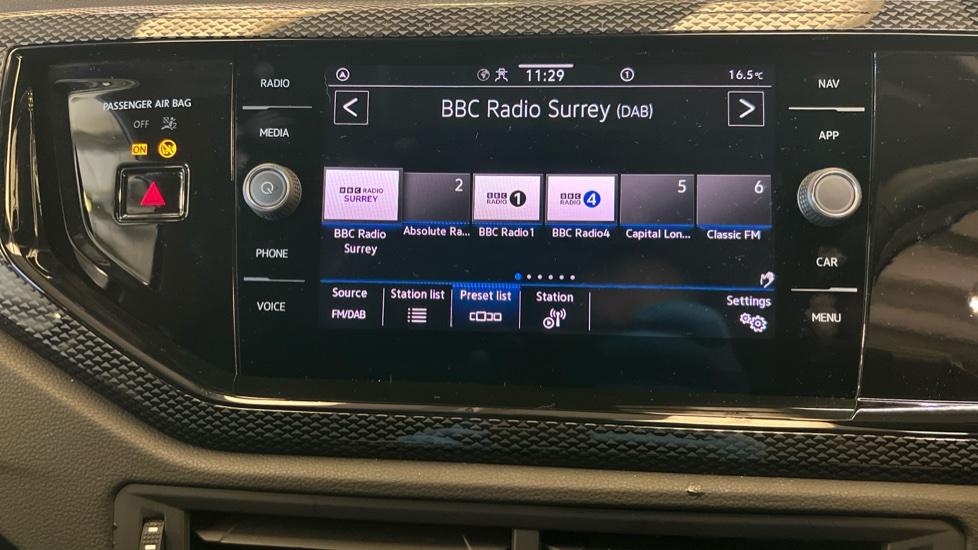 PASSENGER AIR BAG
OFF
ON
RADIO
MEDIA
PHONE
VOICE
11:29
1
16.5°C
<
BBC Radio Surrey (DAB)
>
BBC RADIO
SURREY
2
BBC
RADIO 1
BBC
RADIO 4
5
6
BBC Radio
Surrey
Absolute Ra...
BBC Radio1
BBC Radio4
Capital Lon...
Classic FM
Source
FM/DAB
Station list
Preset list
Station
Settings
NAV
APP
CAR
MENU